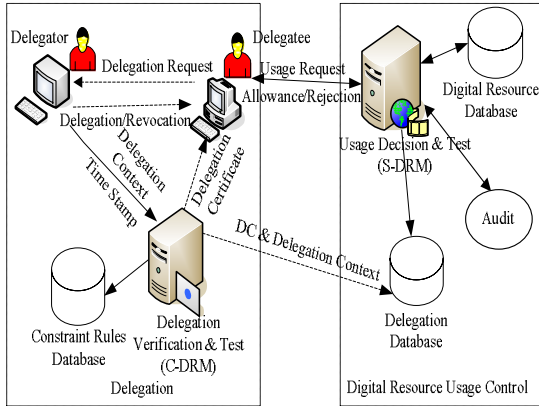 Delegator
Delegatee
Delegation Request
Usage Request
Allowance/Rejection
Delegation/Revocation
Digital Resource
Database
Delegation
Context
Time Stamp
Delegation
Certificate
Usage Decision & Test
(S-DRM)
DC & Delegation Context
Audit
Constraint Rules
Database
Delegation
Verification & Test
(C-DRM)
Delegation
Database
Delegation
Digital Resource Usage Control